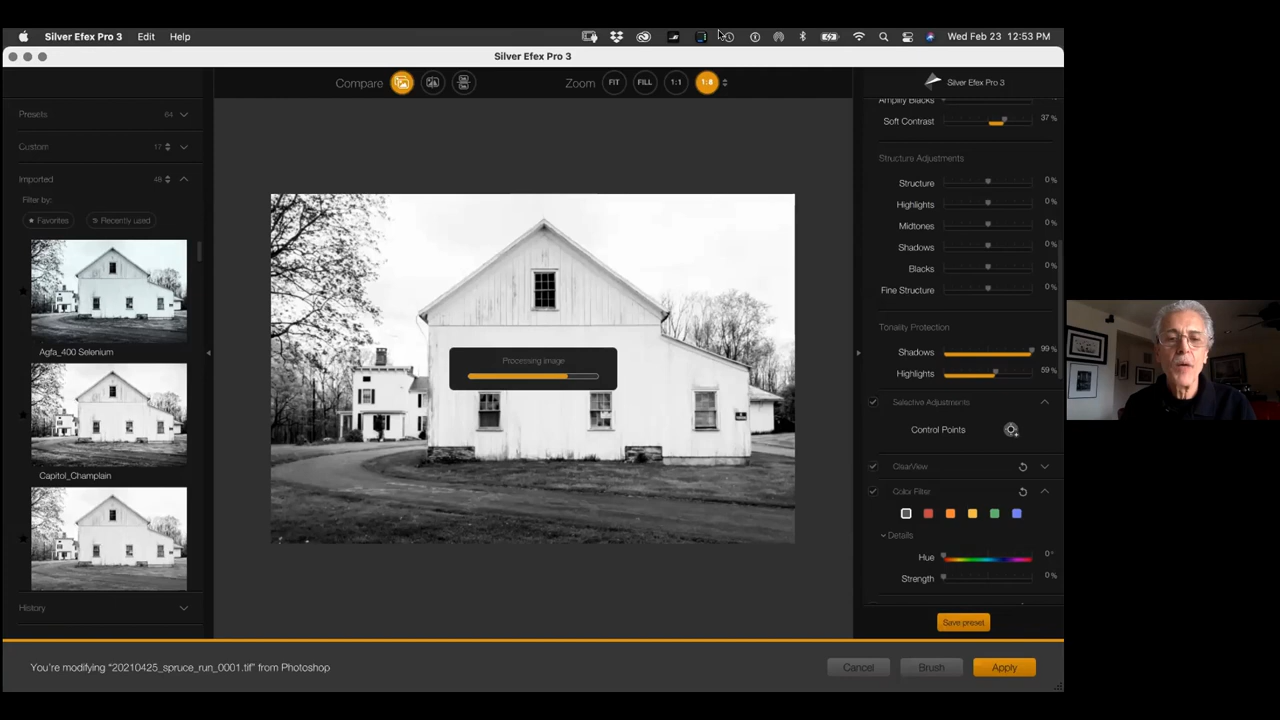 Silver Efex Pro 3 Edit Help Wed Feb 23 12:53 PM
Silver Efex Pro 3
Compare Zoom FIT FILL 1:1 1:8 Silver Efex Pro 3
Presets 64
Custom 17
Imported 48
Filter by:
Favorites Recently used
Agfa_400 Selenium
Capitol_Champlain
History
Processing image
Amplify Blacks
Soft Contrast 37 %
Structure Adjustments
Structure 0 %
Highlights 0 %
Midtones 0 %
Shadows 0 %
Blacks 0 %
Fine Structure 0 %
Tonality Protection
Shadows 99 %
Highlights 59 %
Selective Adjustments
Control Points
ClearView
Color Filter
Details
Hue 0°
Strength 0 %
Save preset
You're modifying "20210425_spruce_run_0001.tif" from Photoshop
Cancel Brush Apply